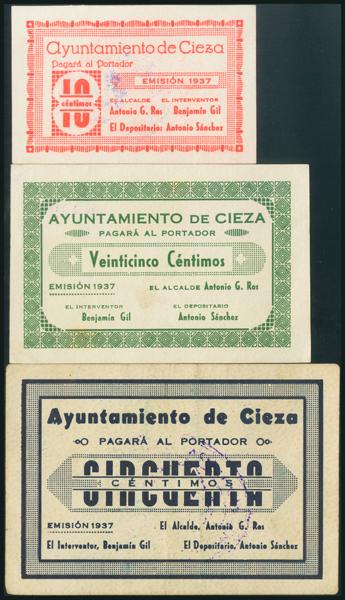 Ayuntamiento de Cieza
Pagará al Portador
10
céntimos
EMISIÓN 1937
EL ALCALDE EL INTERVENTOR
Antonio G. Ros Benjamín Gil
El Depositario: Antonio Sánchez
AYUNTAMIENTO DE CIEZA
PAGARÁ AL PORTADOR
Veinticinco Céntimos
EMISIÓN 1937 EL ALCALDE Antonio G. Ros
EL INTERVENTOR EL DEPOSITARIO
Benjamín Gil Antonio Sánchez
Ayuntamiento de Cieza
PAGARÁ AL PORTADOR
CINCUENTA
CÉNTIMOS
EMISIÓN 1937 El Alcalde, Antonio G. Ros
El Interventor, Benjamín Gil El Depositario, Antonio Sánchez